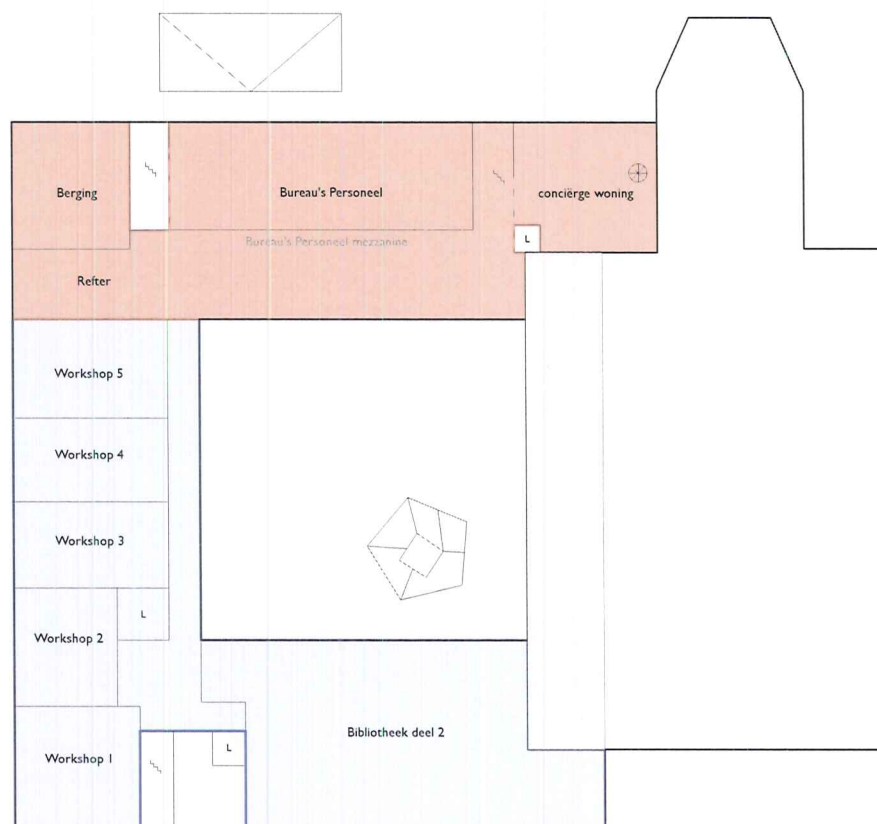 Berging
Bureau's Personeel
conciërge woning
L
Bureau's Personeel mezzanine
Refter
Workshop 5
Workshop 4
Workshop 3
L
Workshop 2
Bibliotheek deel 2
L
Workshop 1